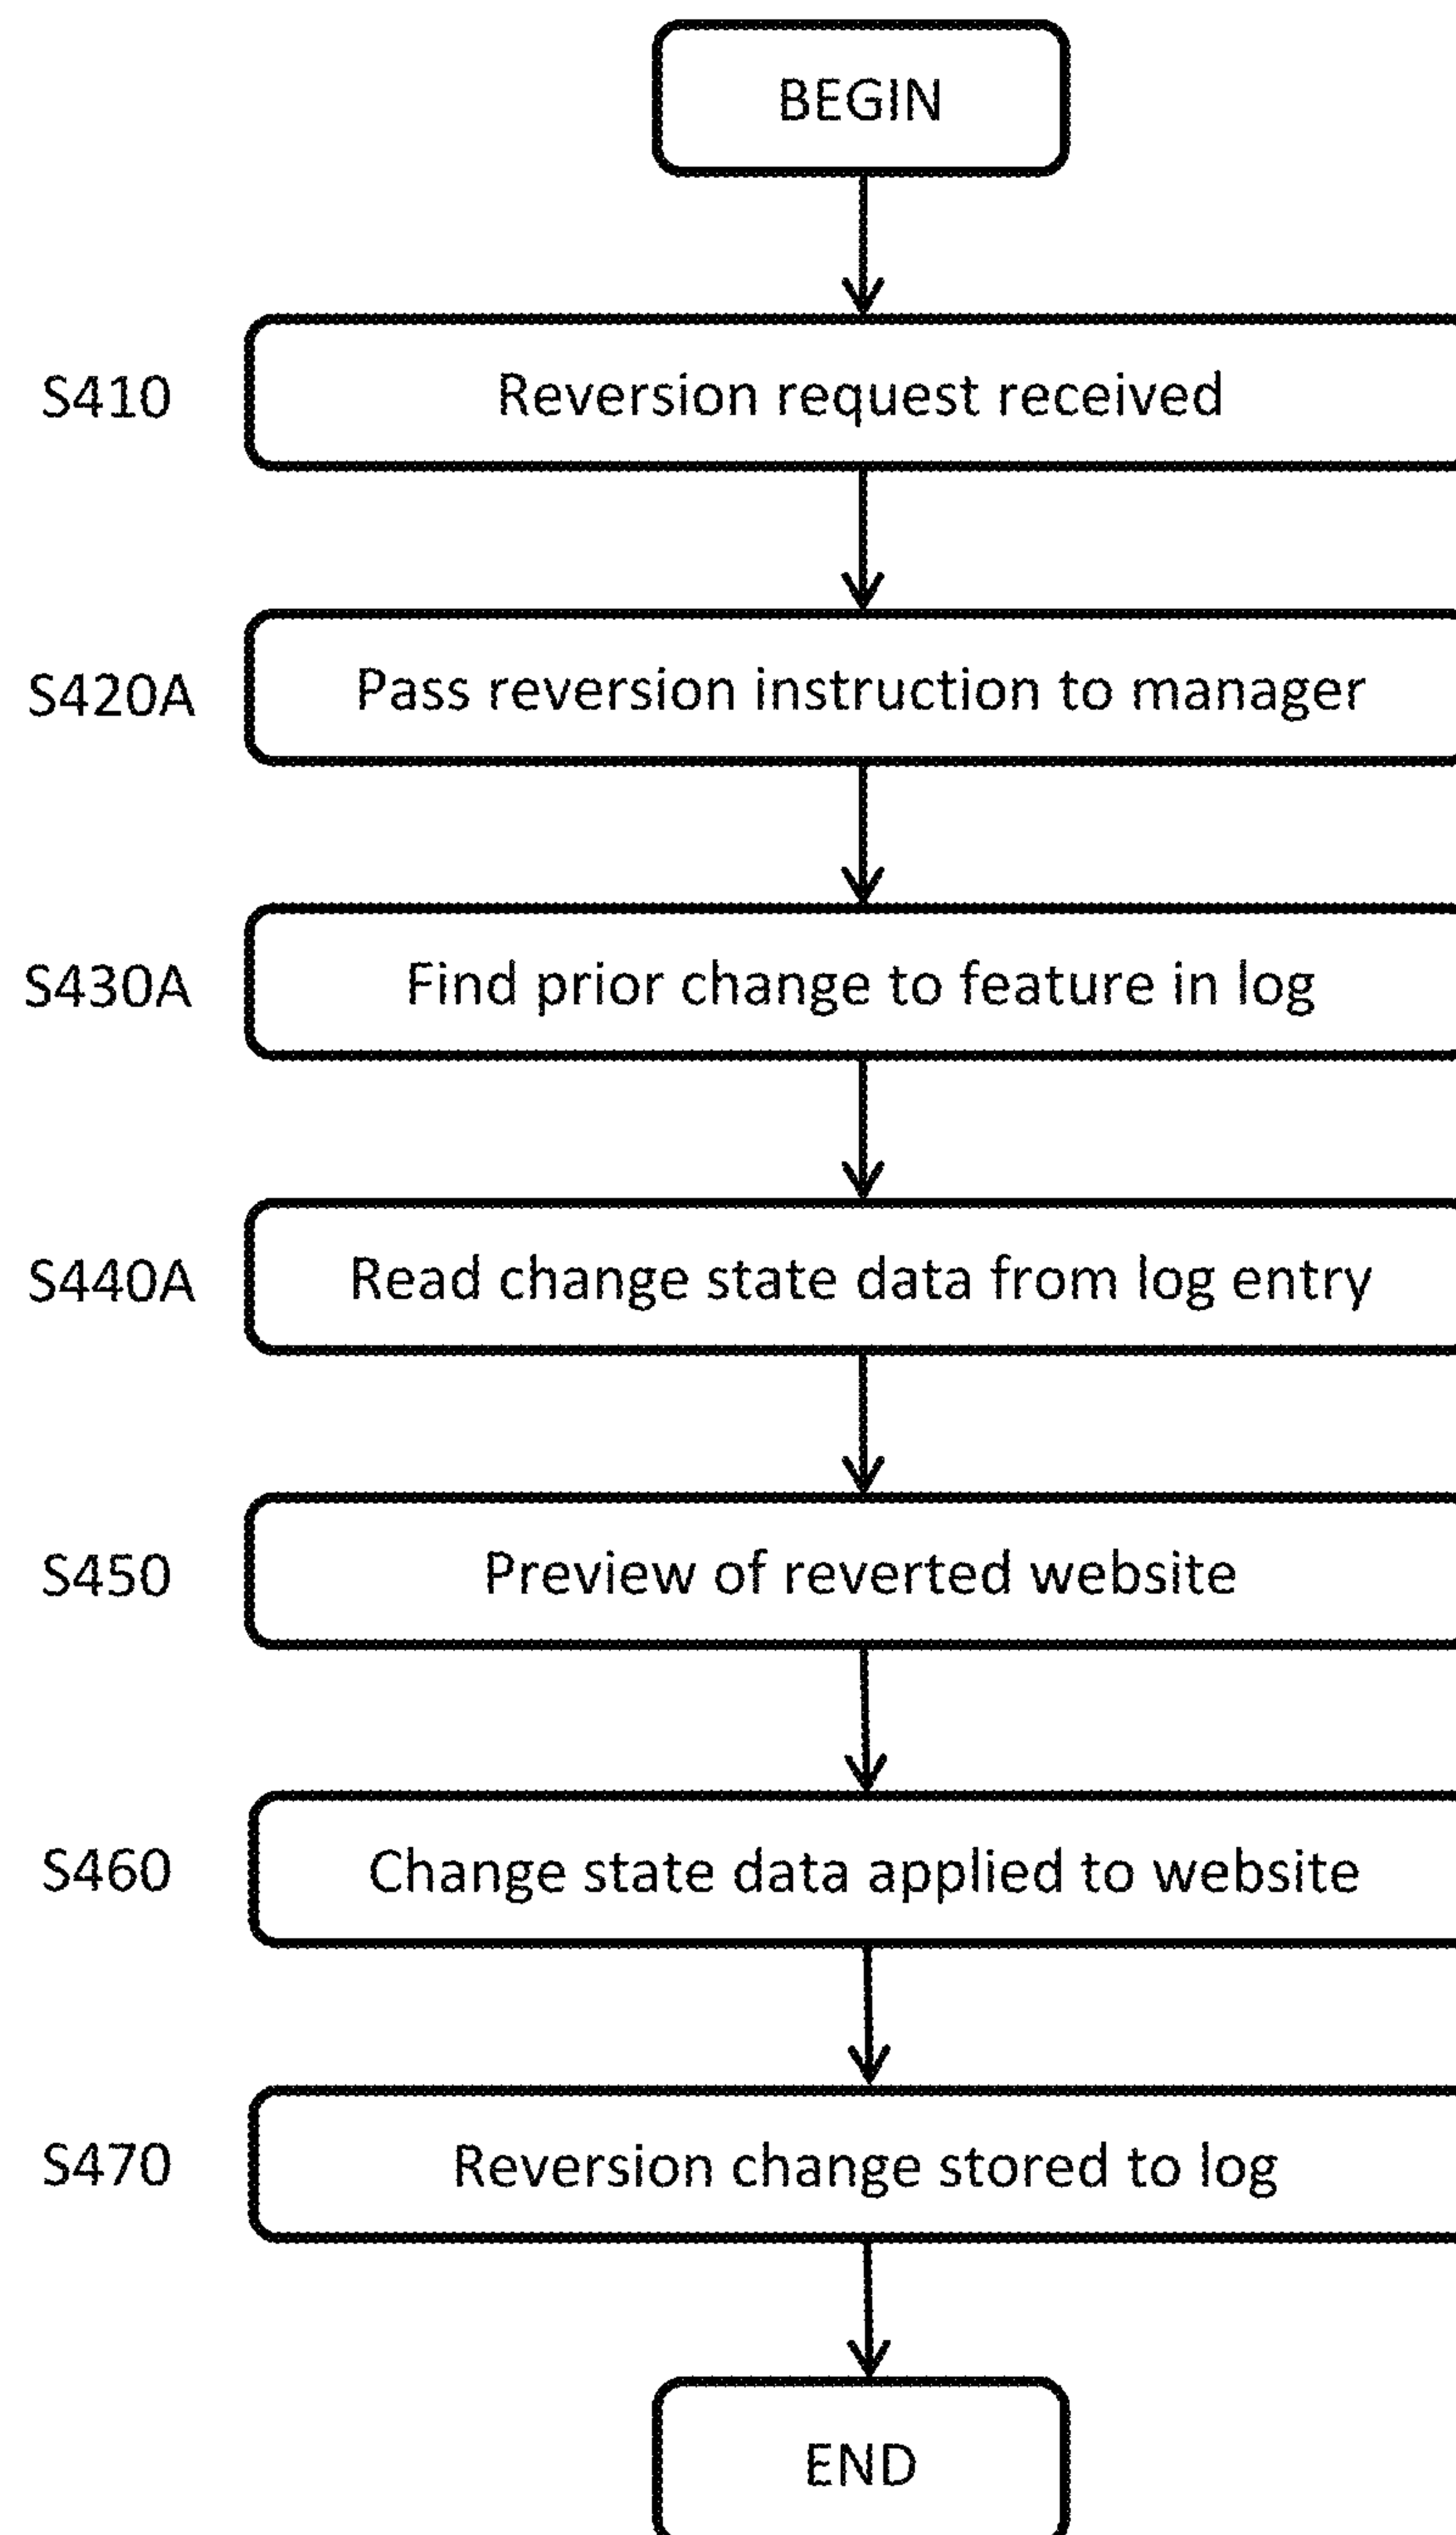 BEGIN
S410 Reversion request received
S420A Pass reversion instruction to manager
S430A Find prior change to feature in log
S440A Read change state data from log entry
S450 Preview of reverted website
S460 Change state data applied to website
S470 Reversion change stored to log
END